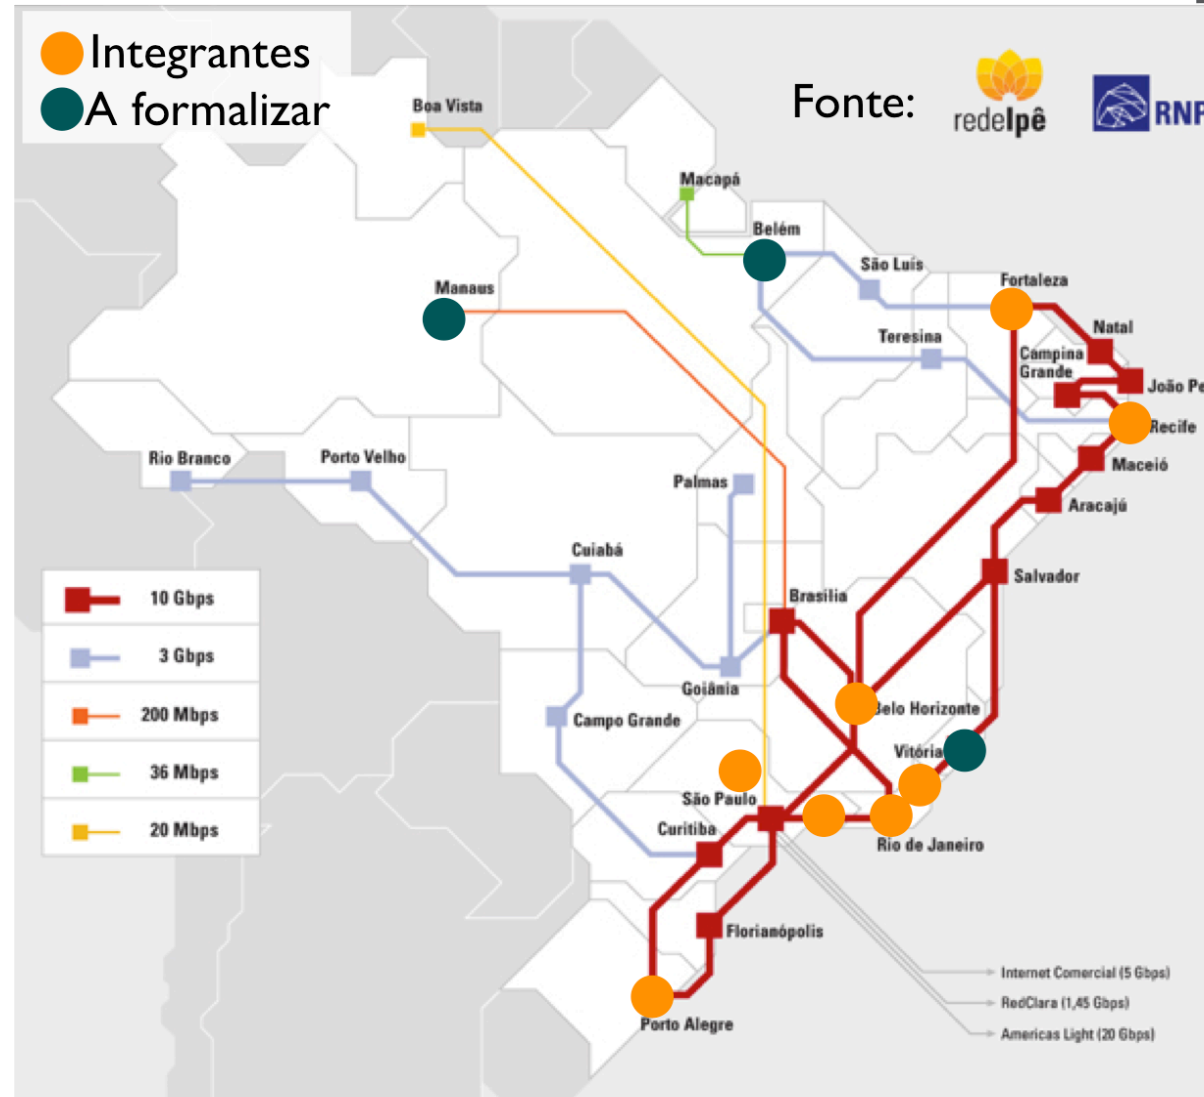 Integrantes
A formalizar
Fonte:
redeIpê
RNP
Boa Vista
Macapá
Belém
São Luís
Fortaleza
Manaus
Natal
Teresina
Campina
Grande
João Pe
Recife
Rio Branco
Porto Velho
Maceió
Palmas
Aracajú
Cuiabá
Salvador
Brasília
10 Gbps
3 Gbps
Goiânia
200 Mbps
Campo Grande
Belo Horizonte
Vitória
36 Mbps
São Paulo
20 Mbps
Curitiba
Rio de Janeiro
Florianópolis
Internet Comercial (5 Gbps)
RedClara (1,45 Gbps)
Porto Alegre
Americas Light (20 Gbps)